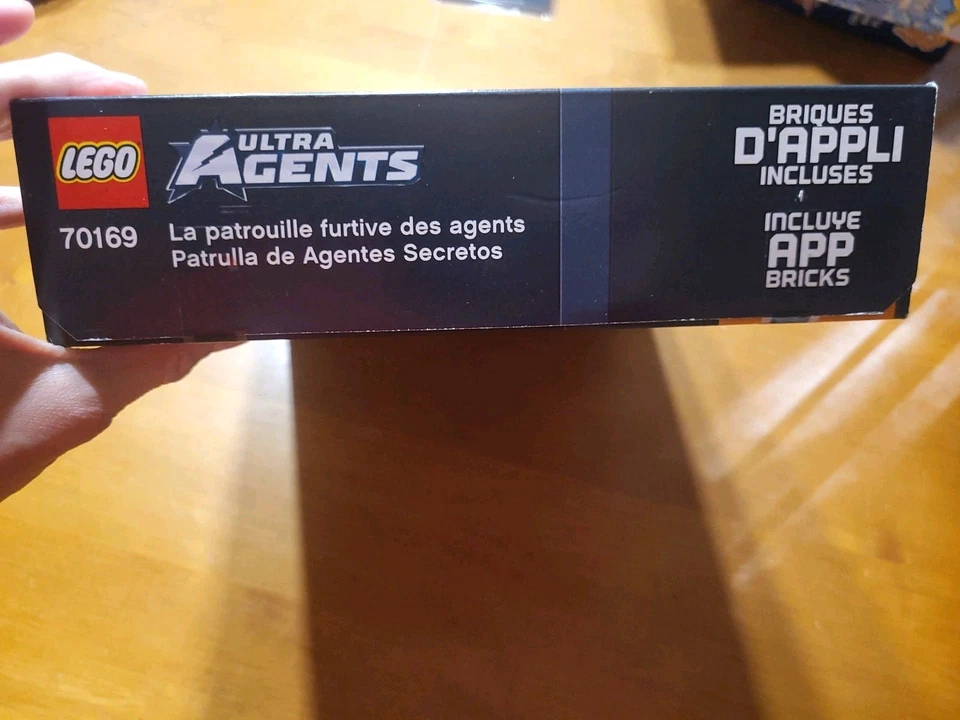 LEGO
ULTRA
AGENTS
70169
La patrouille furtive des agents
Patrulla de Agentes Secretos
BRIQUES
D'APPLI
INCLUSES
INCLUYE
APP
BRICKS